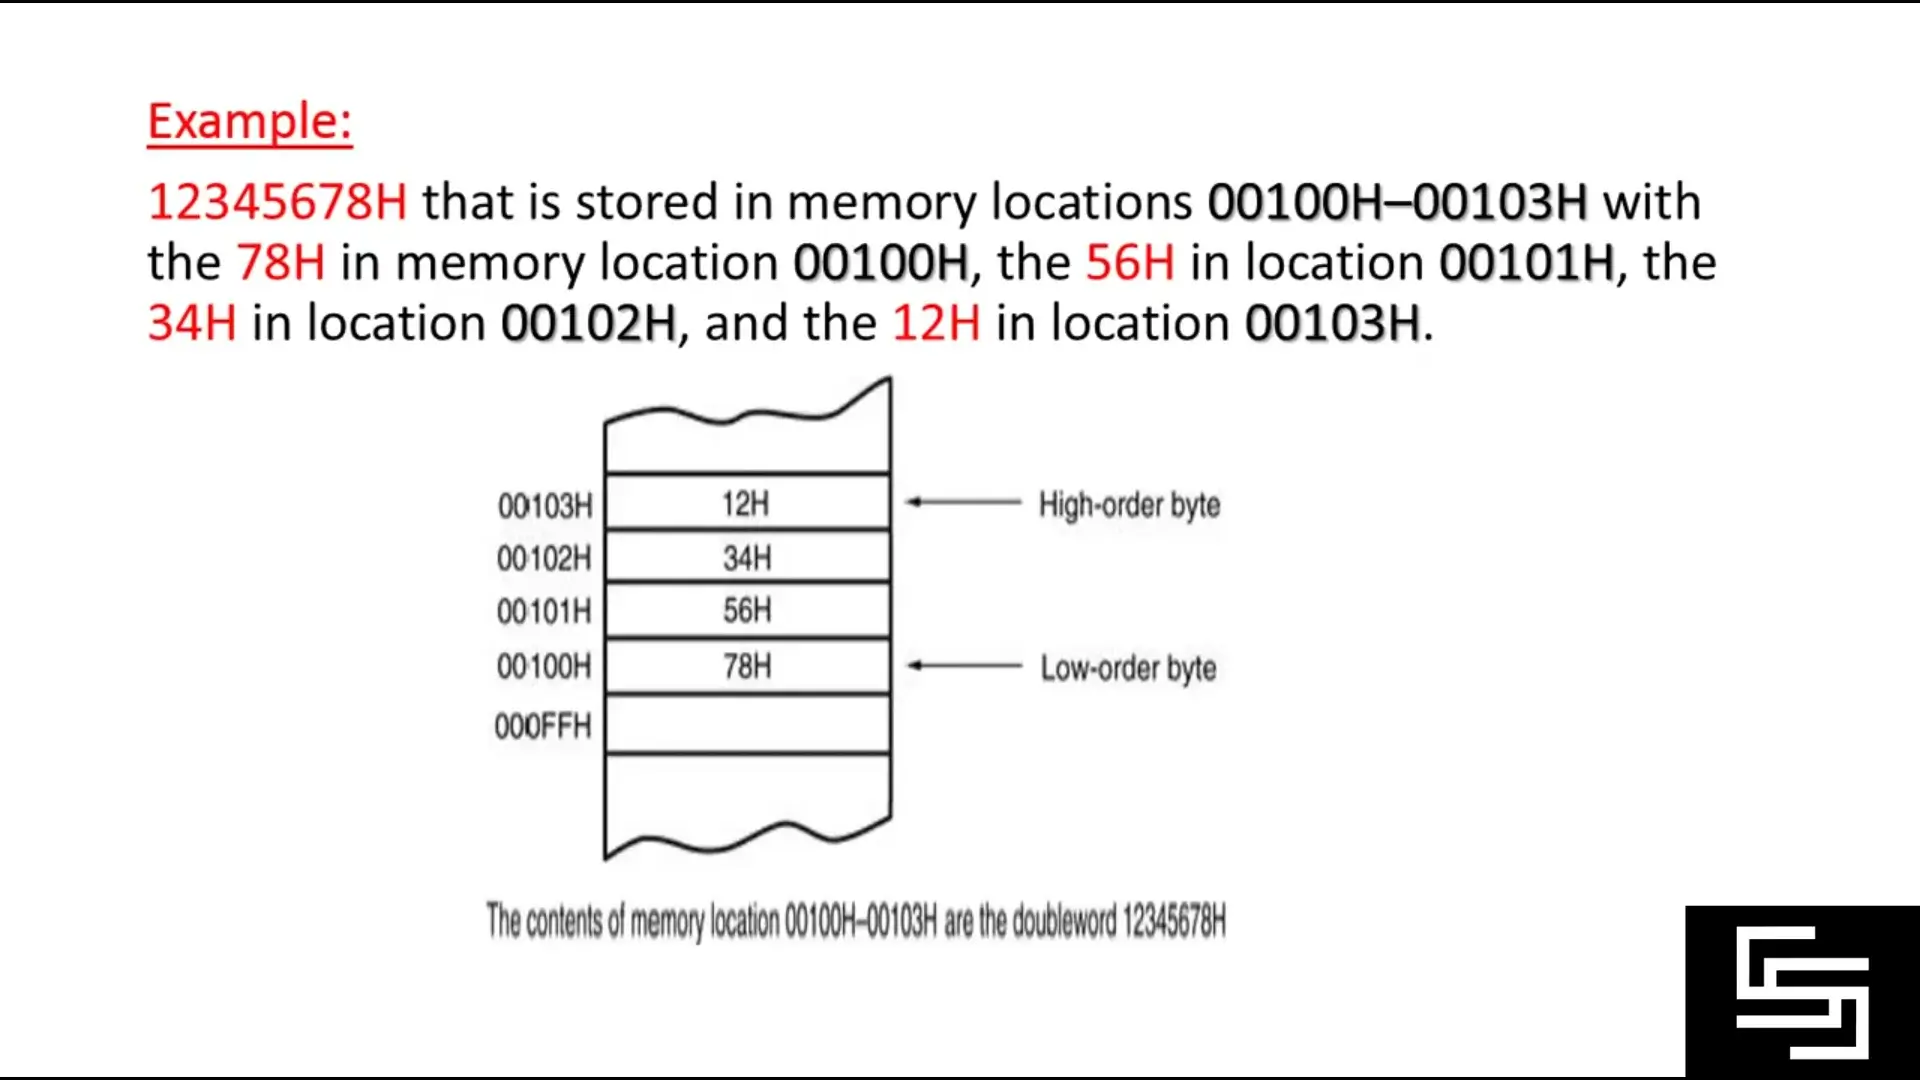 Example:
12345678H that is stored in memory locations 00100H–00103H with
the 78H in memory location 00100H, the 56H in location 00101H, the
34H in location 00102H, and the 12H in location 00103H.
00103H 12H High-order byte
00102H 34H
00101H 56H
00100H 78H Low-order byte
000FFH
The contents of memory location 00100H–00103H are the doubleword 12345678H